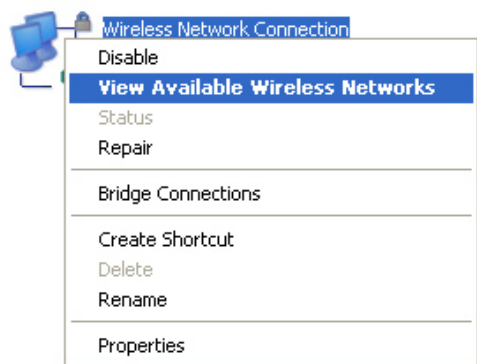 Wireless Network Connection
Disable
View Available Wireless Networks
Status
Repair
Bridge Connections
Create Shortcut
Delete
Rename
Properties